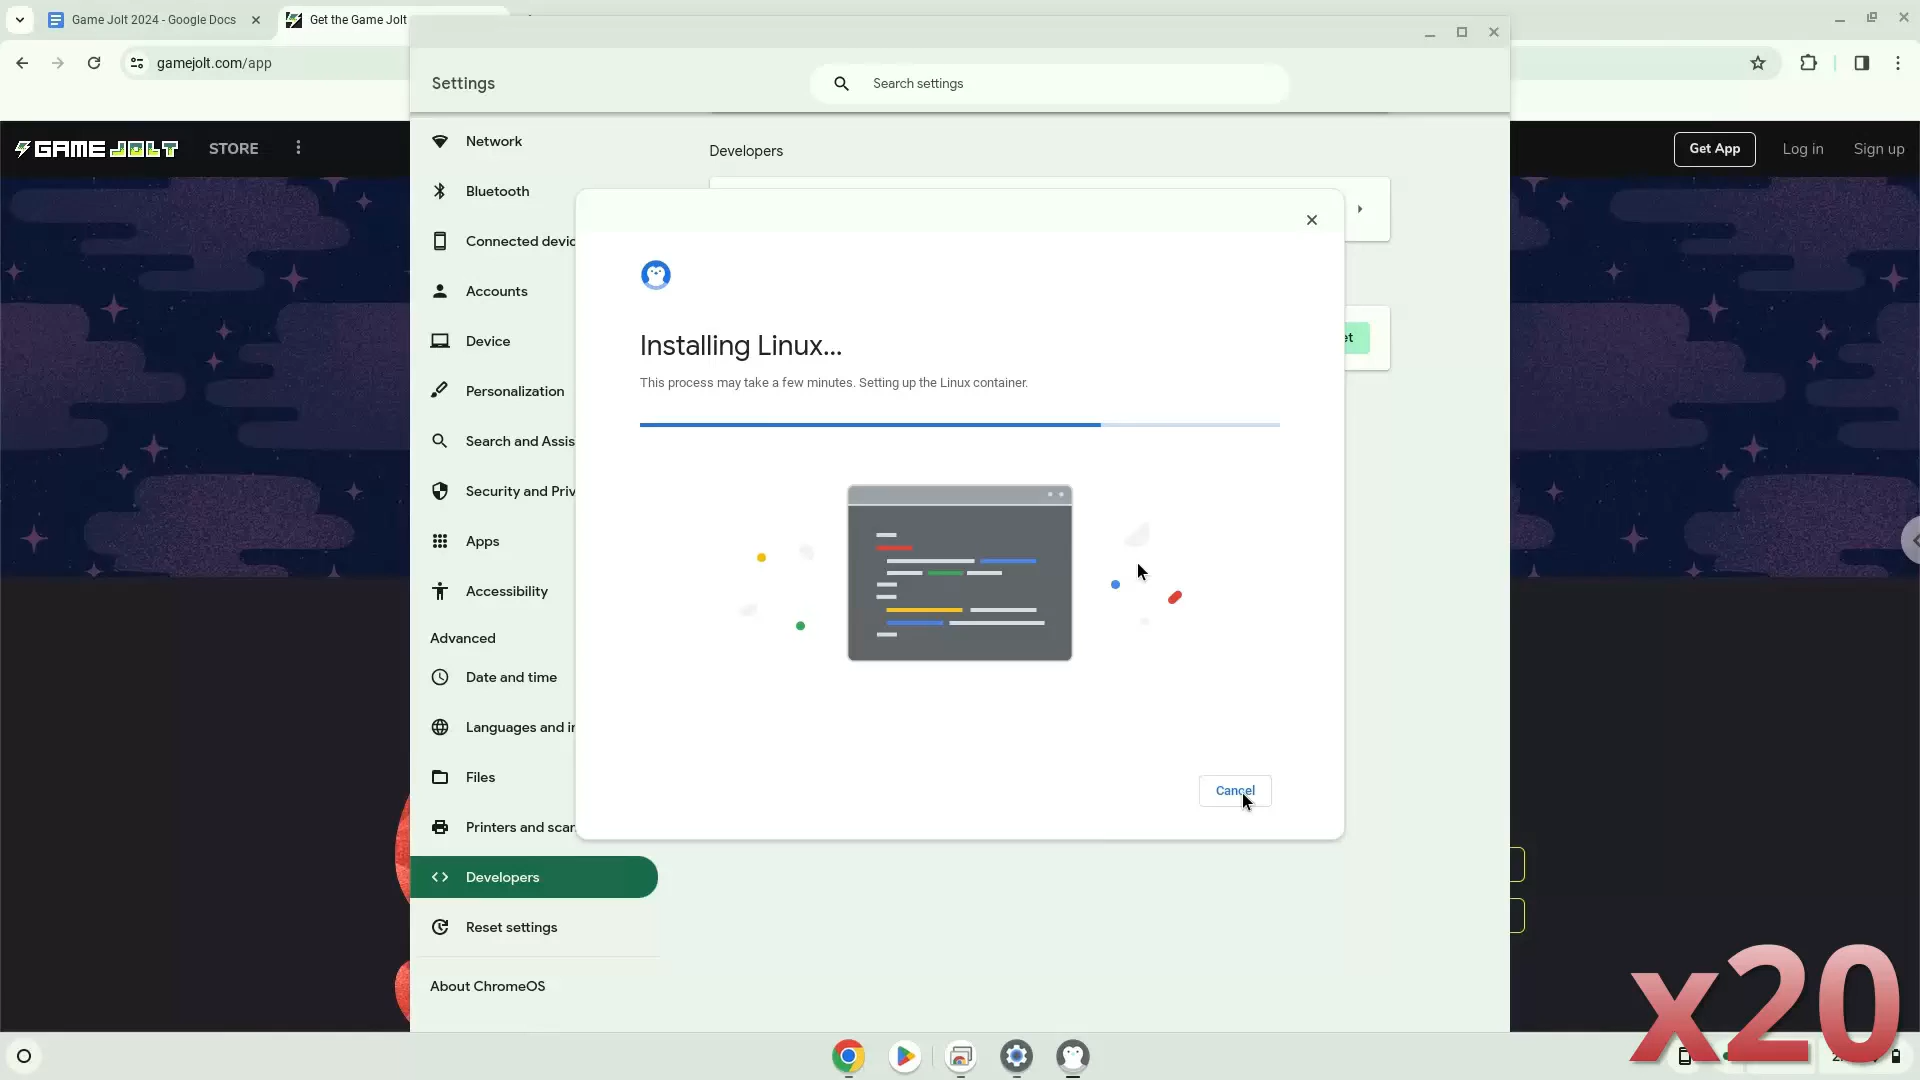 Game Jolt 2024 - Google Docs
Get the Game Jolt
gamejolt.com/app
Settings
Search settings
GAME JOLT
STORE
Get App
Log in
Sign up
Network
Bluetooth
Connected devic
Accounts
Device
Personalization
Search and Assis
Security and Priv
Apps
Accessibility
Advanced
Date and time
Languages and in
Files
Printers and scan
Developers
Reset settings
About ChromeOS
Developers
et
Installing Linux...
This process may take a few minutes. Setting up the Linux container.
Cancel
x20